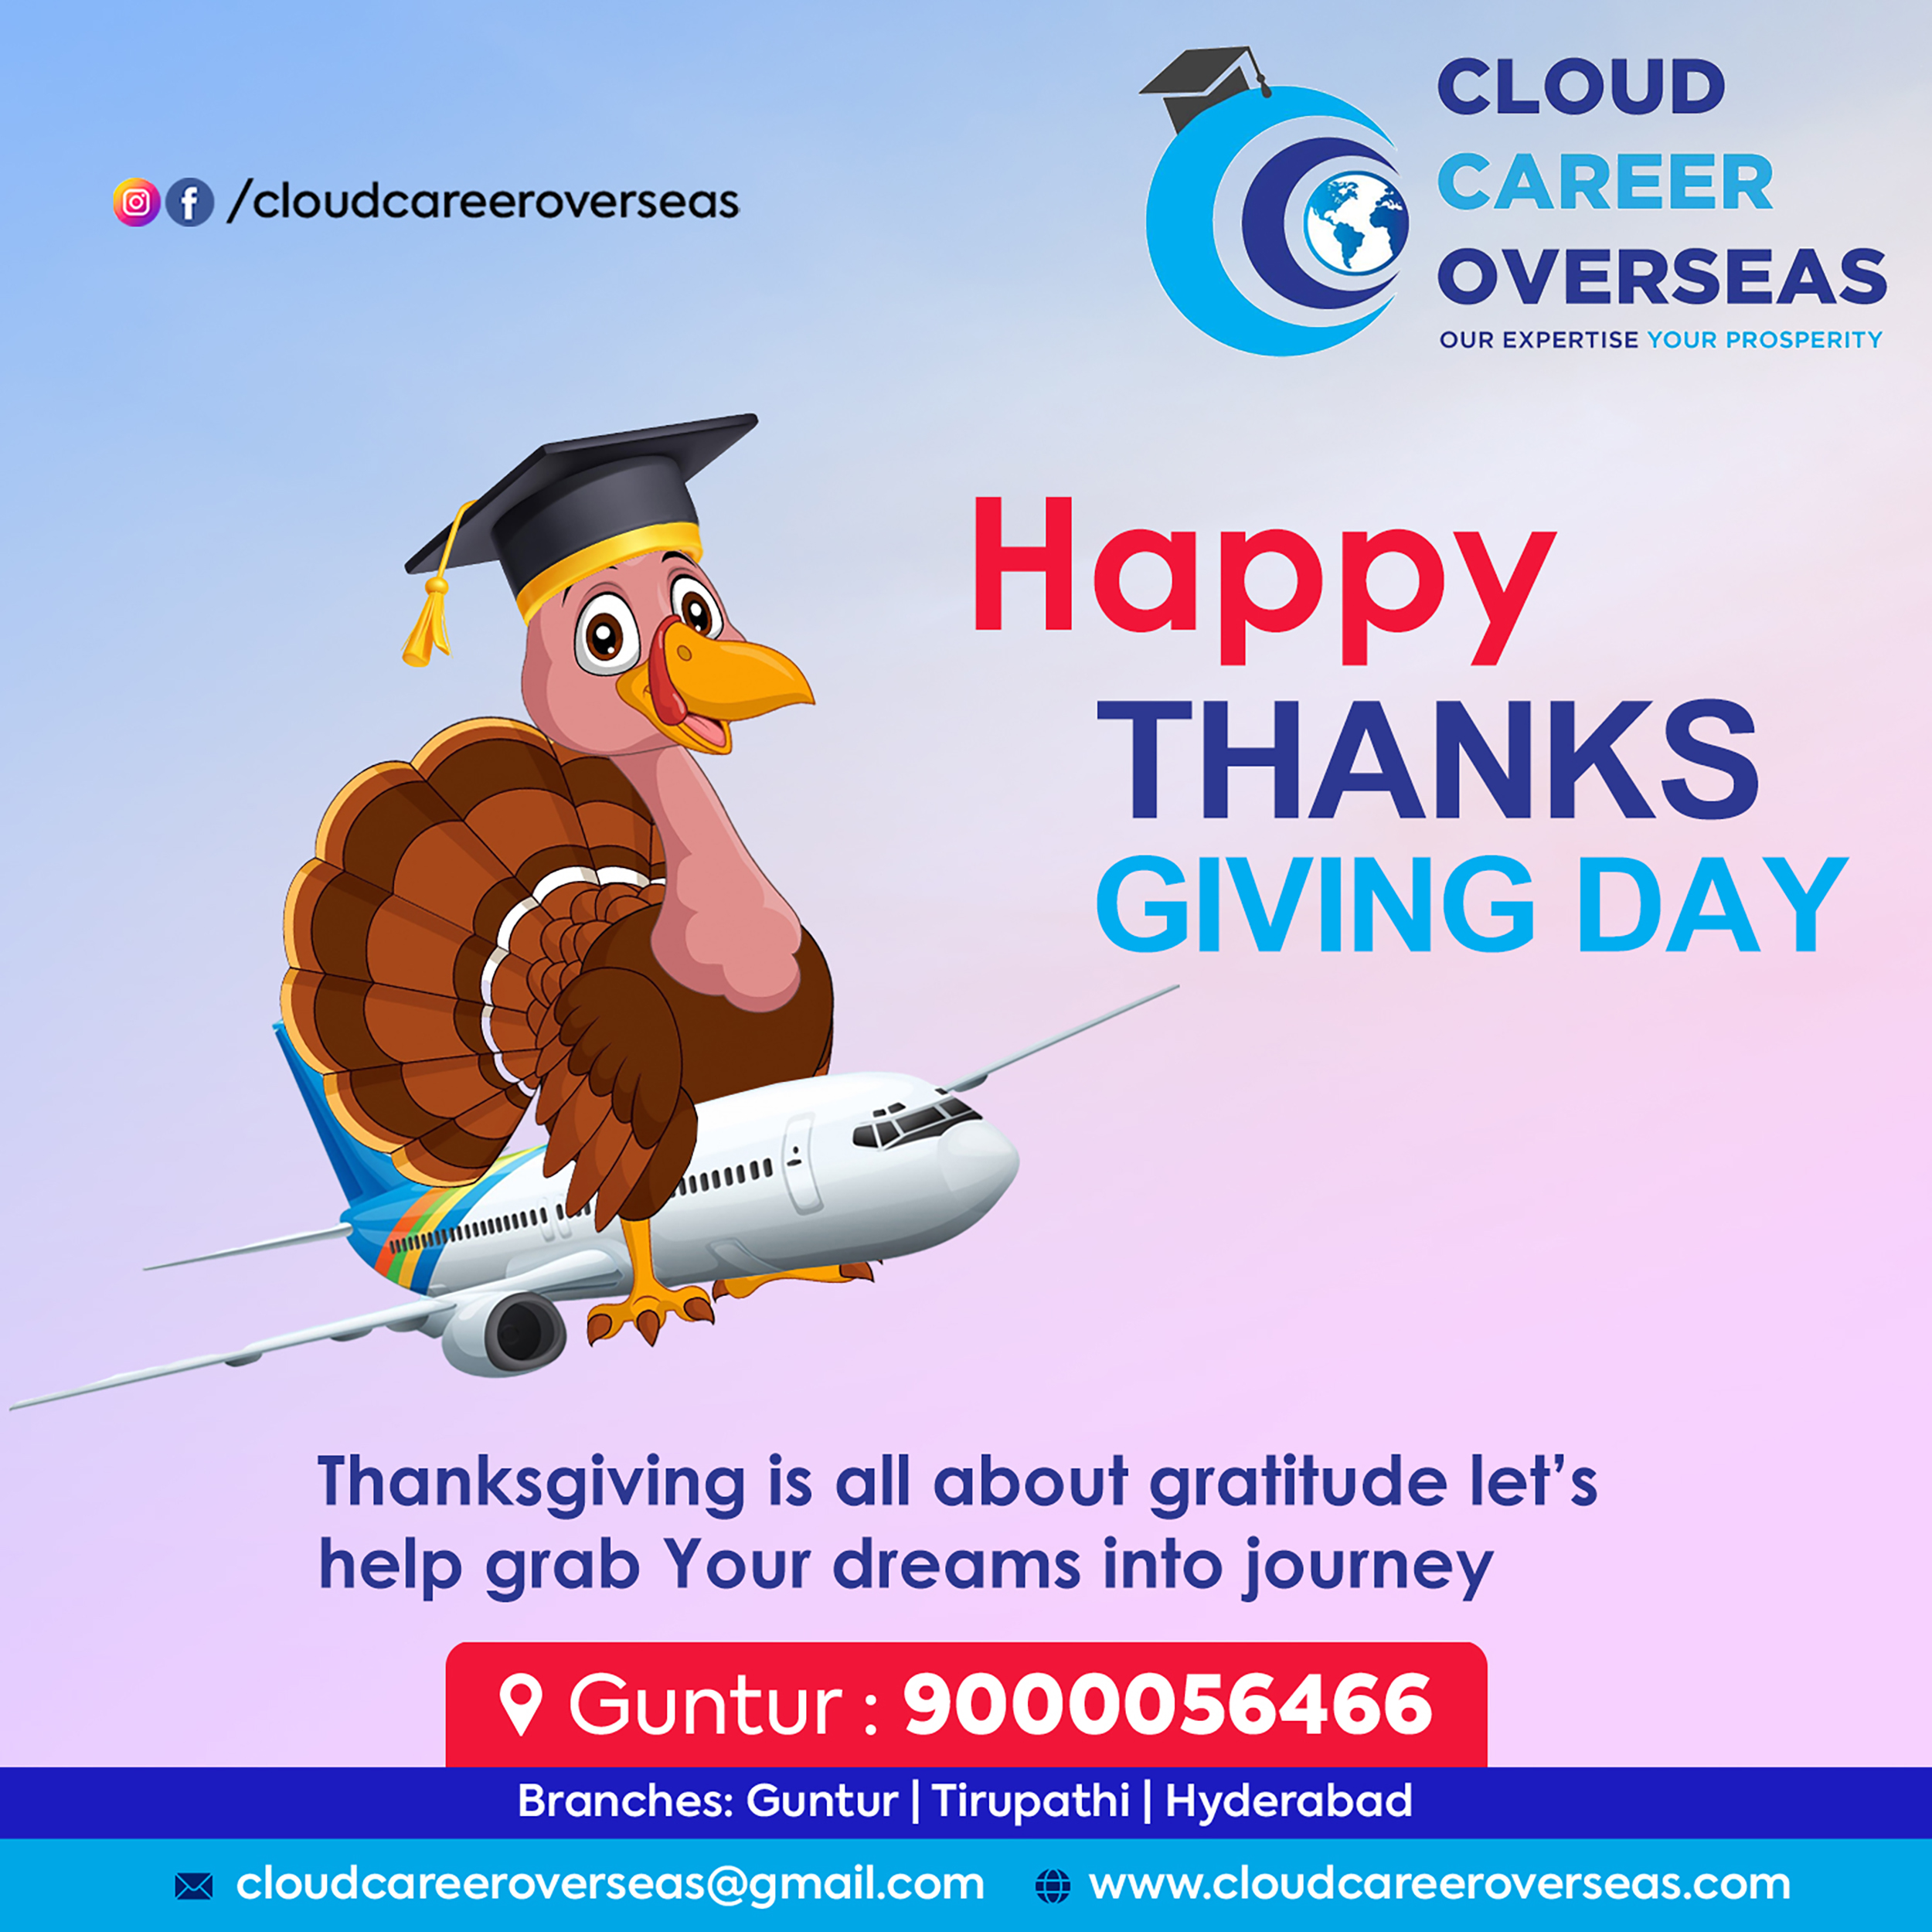 /cloudcareeroverseas
CLOUD
CAREER
OVERSEAS
OUR EXPERTISE YOUR PROSPERITY
Happy
THANKS
GIVING DAY
Thanksgiving is all about gratitude let's
help grab Your dreams into journey
Guntur : 9000056466
Branches: Guntur | Tirupathi | Hyderabad
cloudcareeroverseas@gmail.com www.cloudcareeroverseas.com